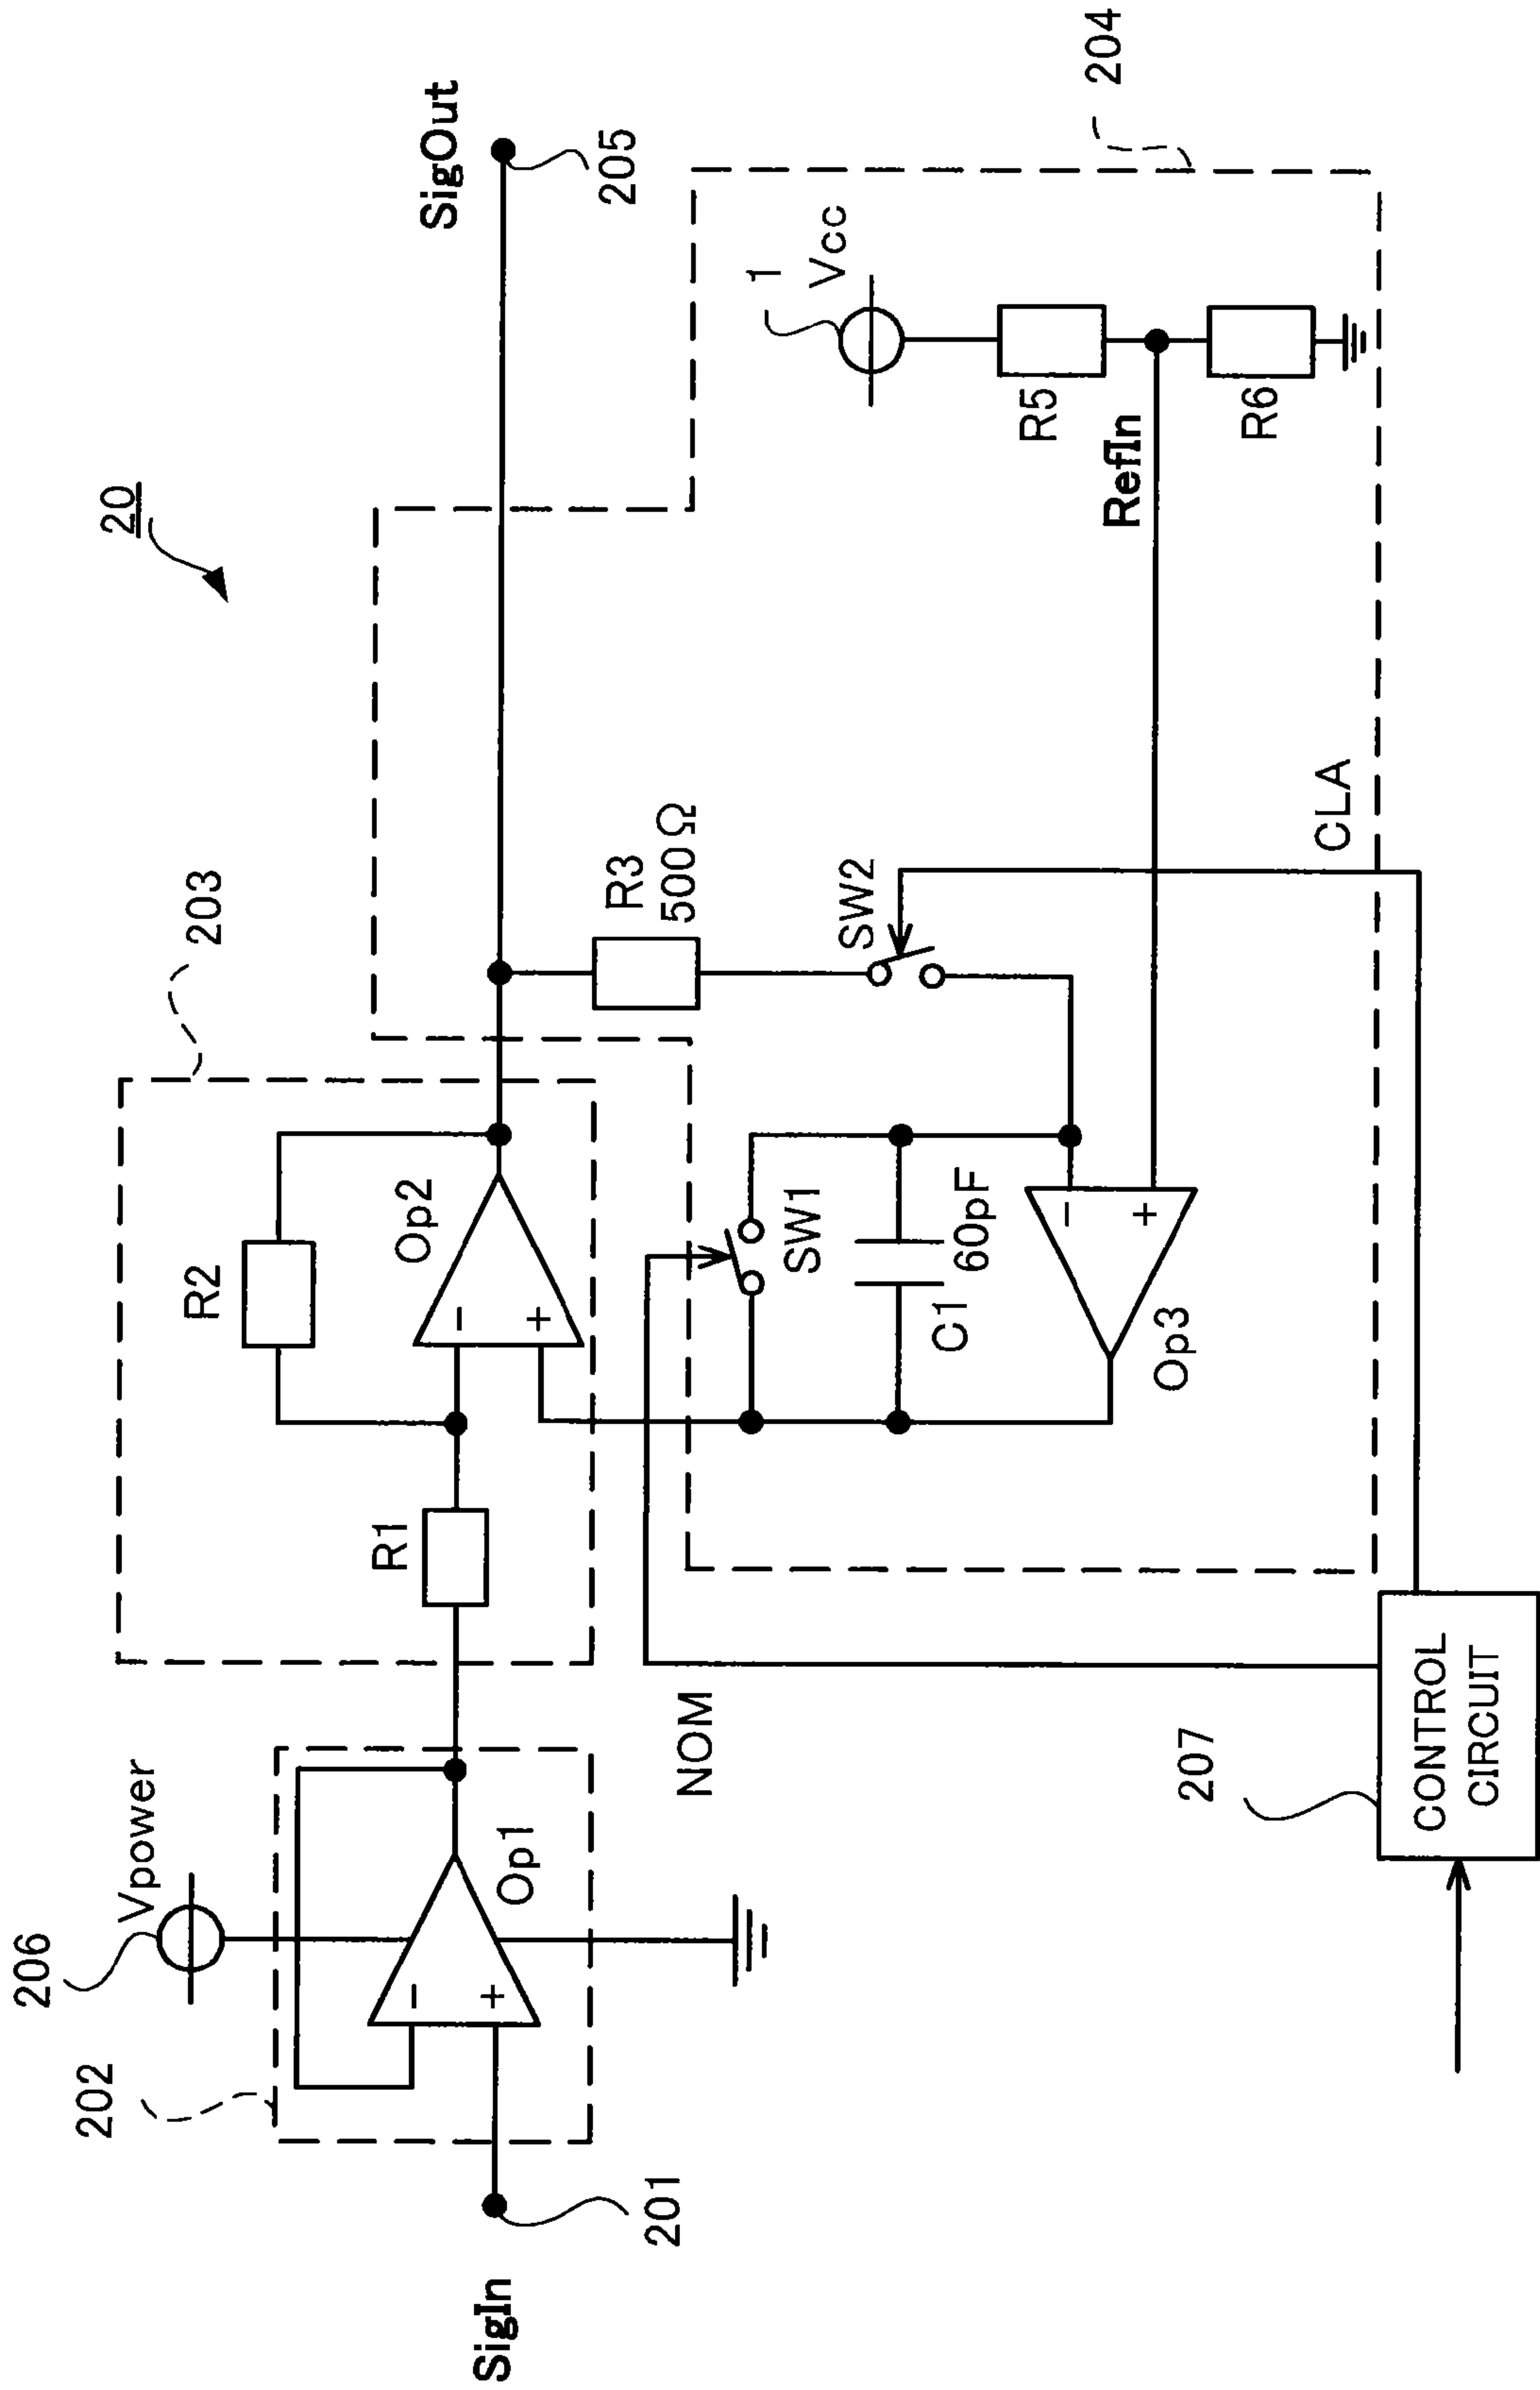 20
206
Vpower
202
Op1
SigIn
201
203
R2
R1
Op2
−
+
−
+
SigOut
205
204
NOM
SW1
C1
60pF
Op3
−
+
R3
500Ω
SW2
1
Vcc
R5
RefIn
R6
CLA
207
CONTROL
CIRCUIT